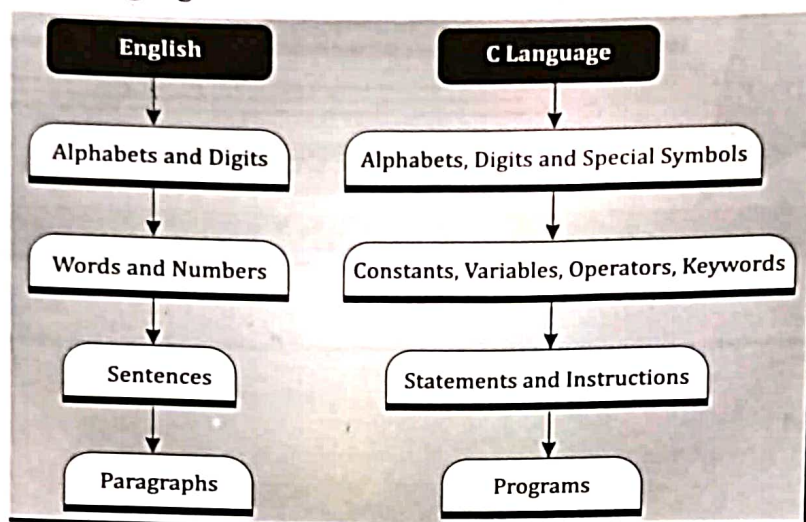 English
C Language
Alphabets and Digits
Alphabets, Digits and Special Symbols
Words and Numbers
Constants, Variables, Operators, Keywords
Sentences
Statements and Instructions
Paragraphs
Programs